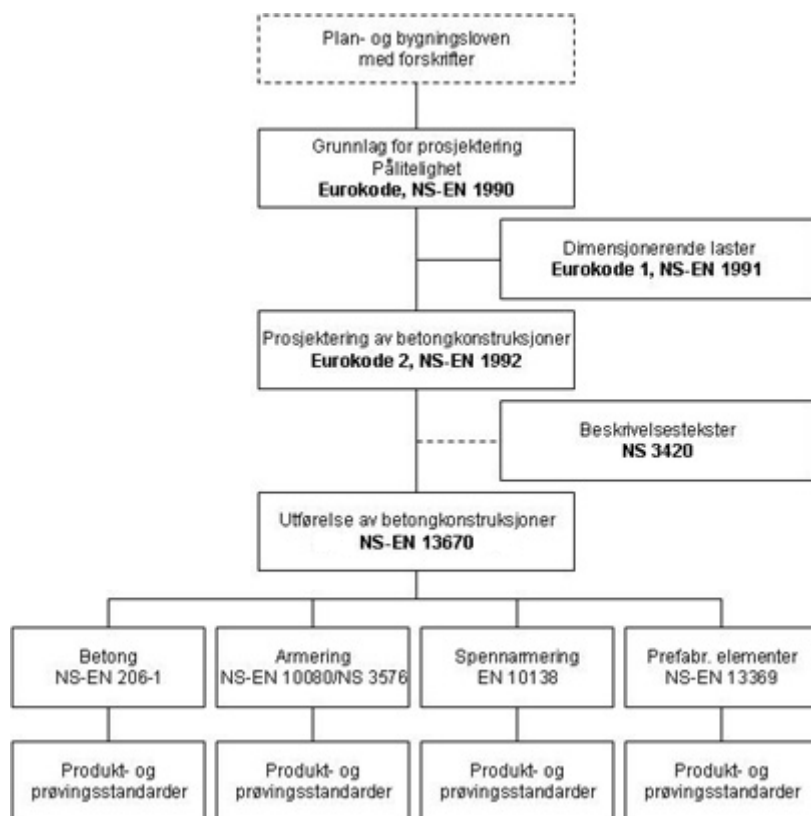 Plan- og bygningsloven
med forskrifter
Grunnlag for prosjektering
Pålitelighet
Eurokode, NS-EN 1990
Dimensjonerende laster
Eurokode 1, NS-EN 1991
Prosjektering av betongkonstruksjoner
Eurokode 2, NS-EN 1992
Beskrivelsestekster
NS 3420
Utførelse av betongkonstruksjoner
NS-EN 13670
Betong
NS-EN 206-1
Armering
NS-EN 10080/NS 3576
Spennarmering
EN 10138
Prefabr. elementer
NS-EN 13369
Produkt- og
prøvingsstandarder
Produkt- og
prøvingsstandarder
Produkt- og
prøvingsstandarder
Produkt- og
prøvingsstandarder